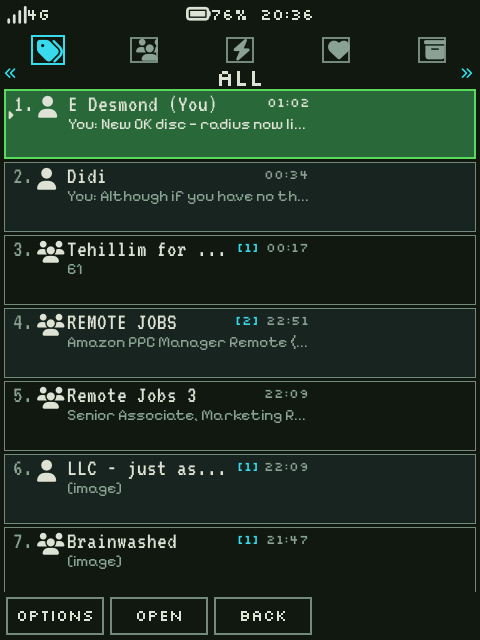 4G 76% 20:36
« ALL »
1. E Desmond (You) 01:02
You: New OK disc - radius now li...
2. Didi 00:34
You: Although if you have no th...
3. Tehillim for ... [1] 00:17
61
4. REMOTE JOBS [2] 22:51
Amazon PPC Manager Remote (...
5. Remote Jobs 3 22:09
Senior Associate, Marketing R...
6. LLC - just as... [1] 22:09
(image)
7. Brainwashed [1] 21:47
(image)
OPTIONS OPEN BACK